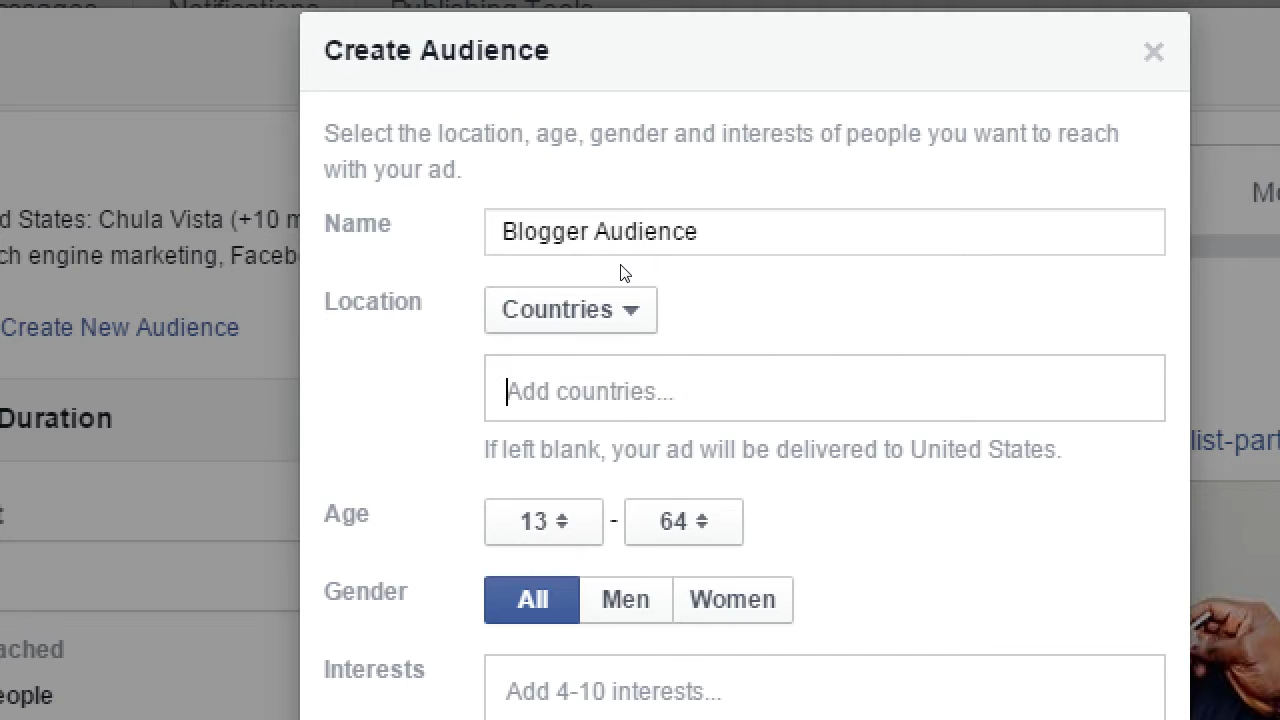 Notifications
Publishing Tools
Create Audience
Select the location, age, gender and interests of people you want to reach
with your ad.
Name
Blogger Audience
Location
Countries
Add countries...
If left blank, your ad will be delivered to United States.
Age
13 - 64
Gender
All Men Women
Interests
Add 4-10 interests...
d States: Chula Vista (+10 m
ch engine marketing, Faceb
Create New Audience
Duration
ached
eople
Mo
list-part